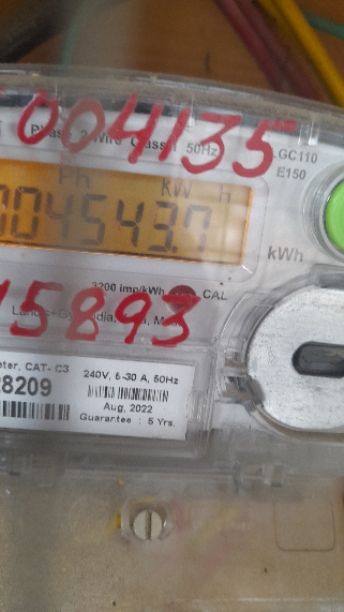 004135
Phase 2 Wire Class 1 50Hz
GC110
E150
Ph kW h
004543.7
kWh
3200 imp/kWh CAL
15893
CAT- C3
8209
240V, 5-30 A, 50Hz
Aug, 2022
Guarantee : 5 Yrs.